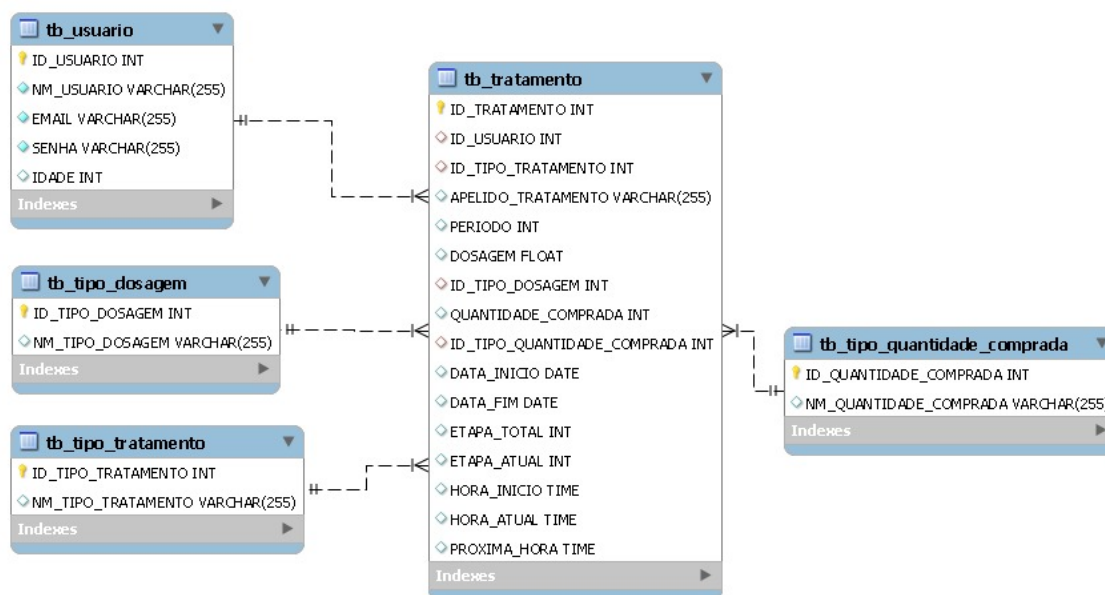 tb_usuario
ID_USUARIO INT
NM_USUARIO VARCHAR(255)
EMAIL VARCHAR(255)
SENHA VARCHAR(255)
IDADE INT
Indexes
tb_tipo_dosagem
ID_TIPO_DOSAGEM INT
NM_TIPO_DOSAGEM VARCHAR(255)
Indexes
tb_tipo_tratamento
ID_TIPO_TRATAMENTO INT
NM_TIPO_TRATAMENTO VARCHAR(255)
Indexes
tb_tratamento
ID_TRATAMENTO INT
ID_USUARIO INT
ID_TIPO_TRATAMENTO INT
APELIDO_TRATAMENTO VARCHAR(255)
PERIODO INT
DOSAGEM FLOAT
ID_TIPO_DOSAGEM INT
QUANTIDADE_COMPRADA INT
ID_TIPO_QUANTIDADE_COMPRADA INT
DATA_INICIO DATE
DATA_FIM DATE
ETAPA_TOTAL INT
ETAPA_ATUAL INT
HORA_INICIO TIME
HORA_ATUAL TIME
PROXIMA_HORA TIME
Indexes
tb_tipo_quantidade_comprada
ID_QUANTIDADE_COMPRADA INT
NM_QUANTIDADE_COMPRADA VARCHAR(255)
Indexes